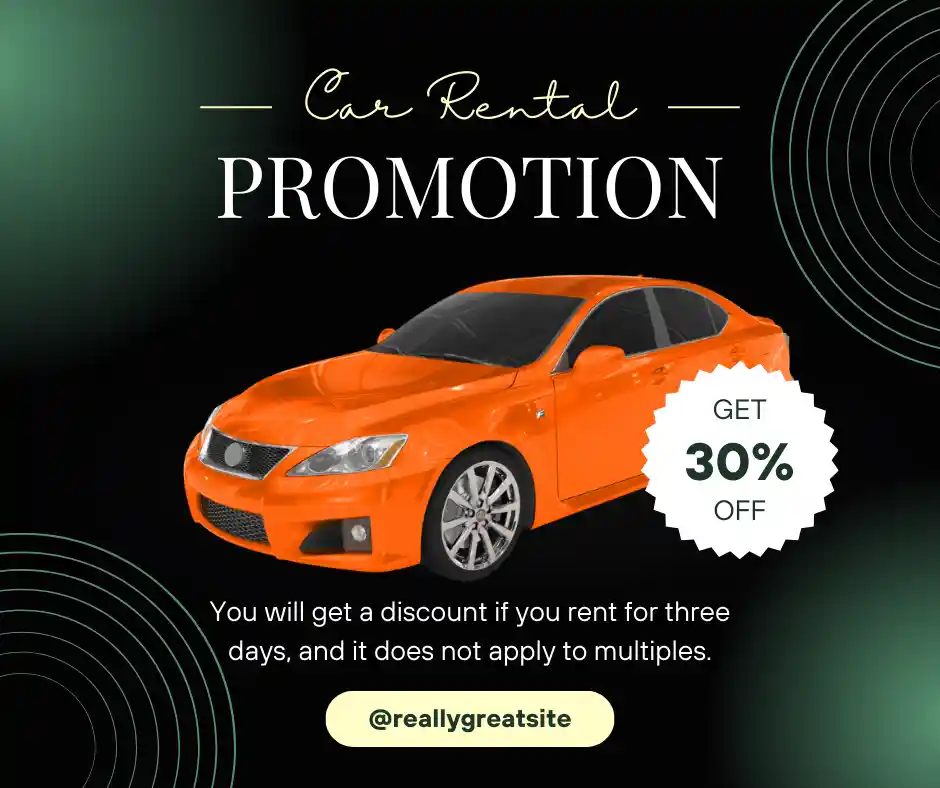 Car Rental
PROMOTION
GET
30%
OFF
You will get a discount if you rent for three
days, and it does not apply to multiples.
@reallygreatsite